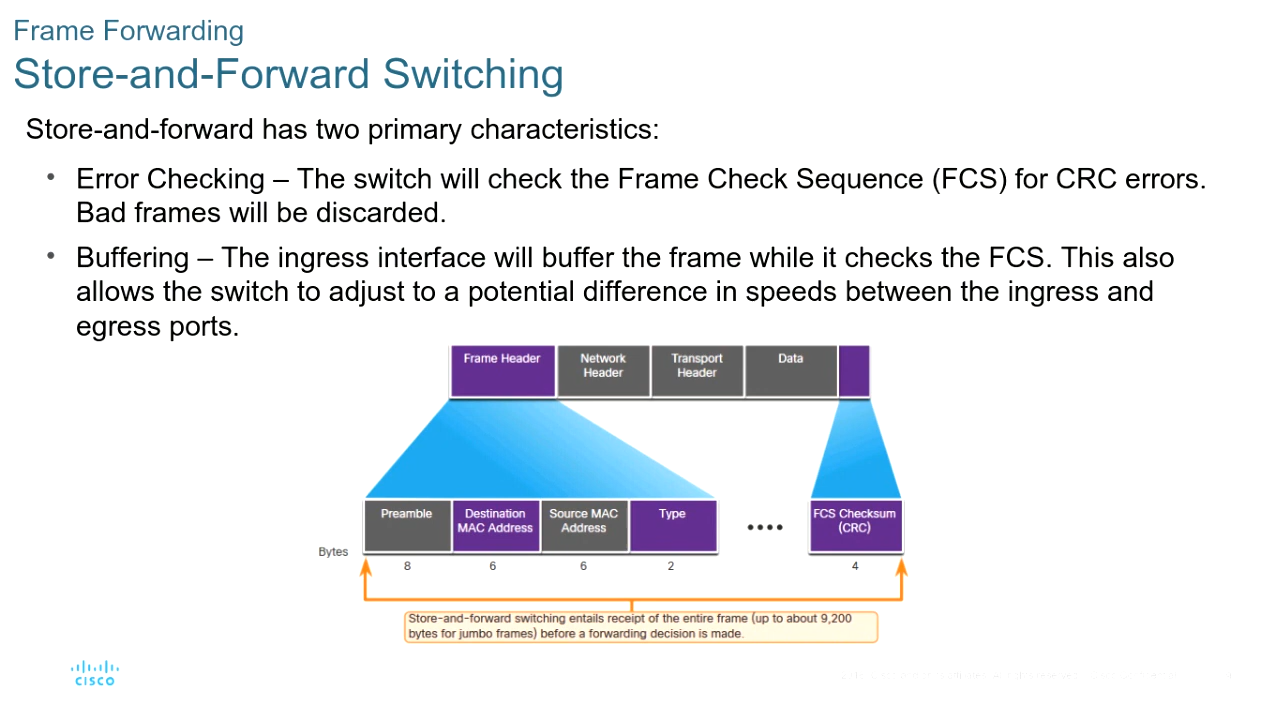 Frame Forwarding
Store-and-Forward Switching
Store-and-forward has two primary characteristics:
• Error Checking – The switch will check the Frame Check Sequence (FCS) for CRC errors.
Bad frames will be discarded.
• Buffering – The ingress interface will buffer the frame while it checks the FCS. This also
allows the switch to adjust to a potential difference in speeds between the ingress and
egress ports.
Frame Header
Network
Header
Transport
Header
Data
Preamble
Destination
MAC Address
Source MAC
Address
Type
••••
FCS Checksum
(CRC)
Bytes
8
6
6
2
4
Store-and-forward switching entails receipt of the entire frame (up to about 9,200
bytes for jumbo frames) before a forwarding decision is made.
CISCO